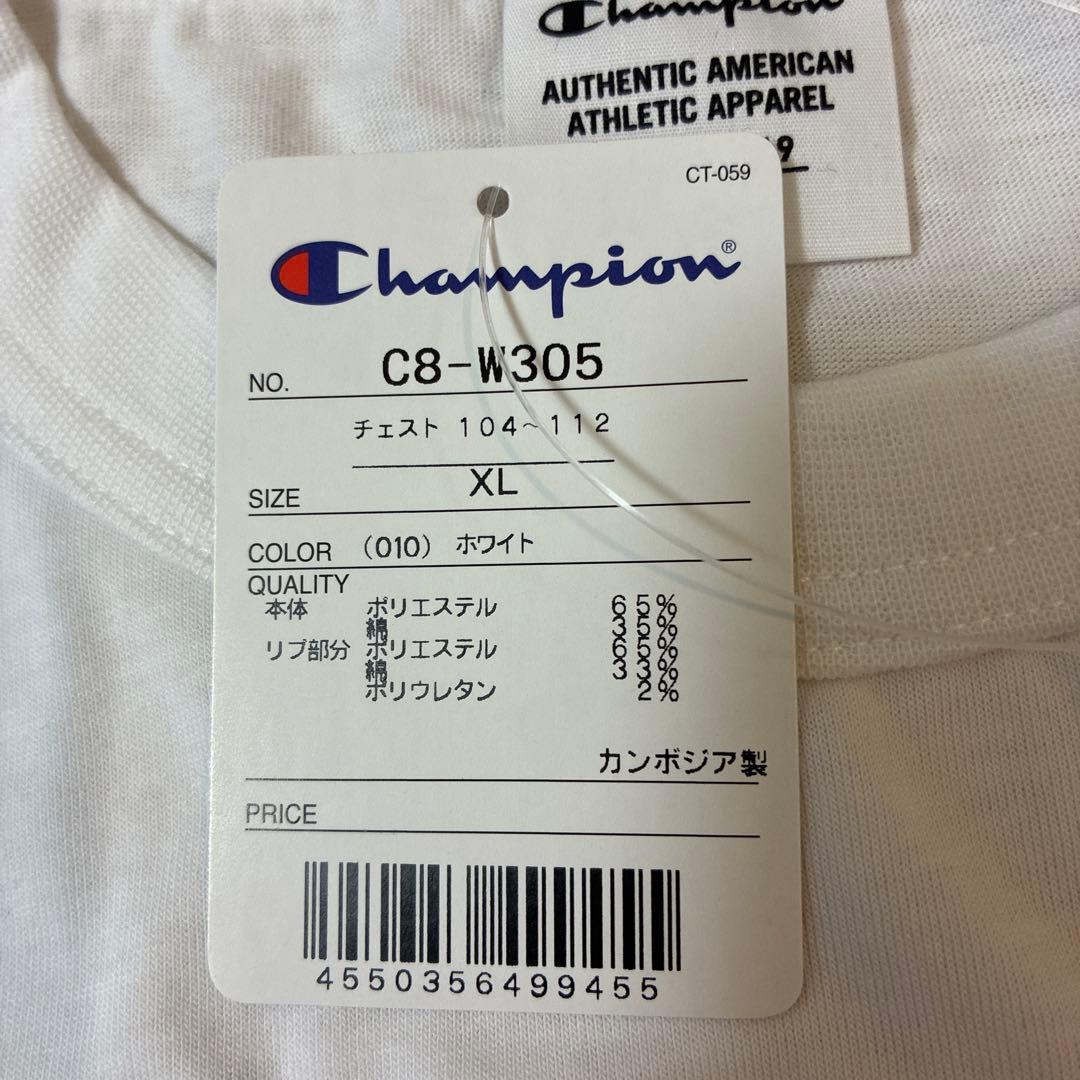 Champion
AUTHENTIC AMERICAN
ATHLETIC APPAREL
9
CT-059
Champion®
NO. C8-W305
チェスト 104~112
SIZE XL
COLOR (010) ホワイト
QUALITY
本体 ポリエステル 65%
綿 35%
リブ部分 ポリエステル 65%
綿 33%
ポリウレタン 2%
カンボジア製
PRICE
4550356499455